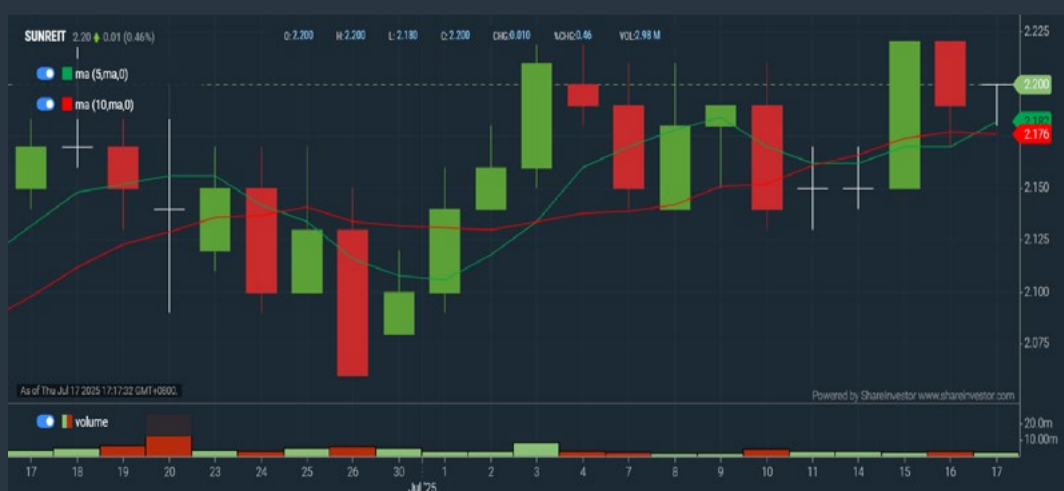 SUNREIT 2.20 0.01 (0.46%) O:2.200 H:2.200 L:2.180 C:2.200 CHG:0.010 %CHG:0.46 VOL:2.98 M
ma (5,ma,0)
ma (10,ma,0)
2.225
2.200
2.182
2.176
2.150
2.125
2.100
2.075
As of Thu Jul 17 2025 17:17:32 GMT+0800.
Powered by ShareInvestor www.shareinvestor.com
volume
20.0m
10.00m
17 18 19 20 23 24 25 26 30 1 2 3 4 7 8 9 10 11 14 15 16 17
Jul '25